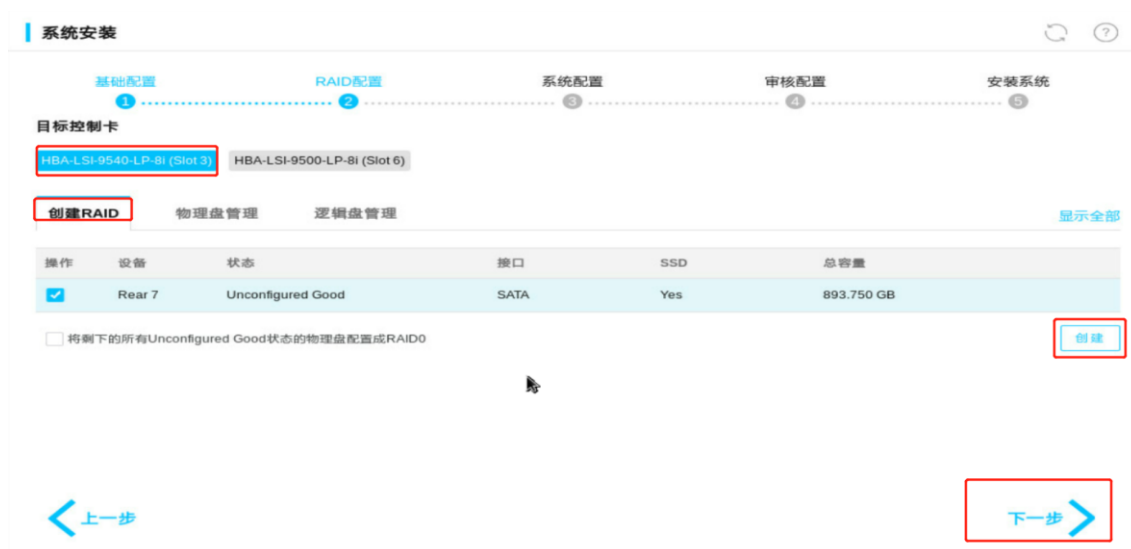 系统安装
基础配置 RAID配置 系统配置 审核配置 安装系统
1 2 3 4 5
目标控制卡
HBA-LSI-9540-LP-8i (Slot 3) HBA-LSI-9500-LP-8i (Slot 6)
创建RAID 物理盘管理 逻辑盘管理 显示全部
操作 设备 状态 接口 SSD 总容量
Rear 7 Unconfigured Good SATA Yes 893.750 GB
将剩下的所有Unconfigured Good状态的物理盘配置成RAID0 创建
上一步 下一步